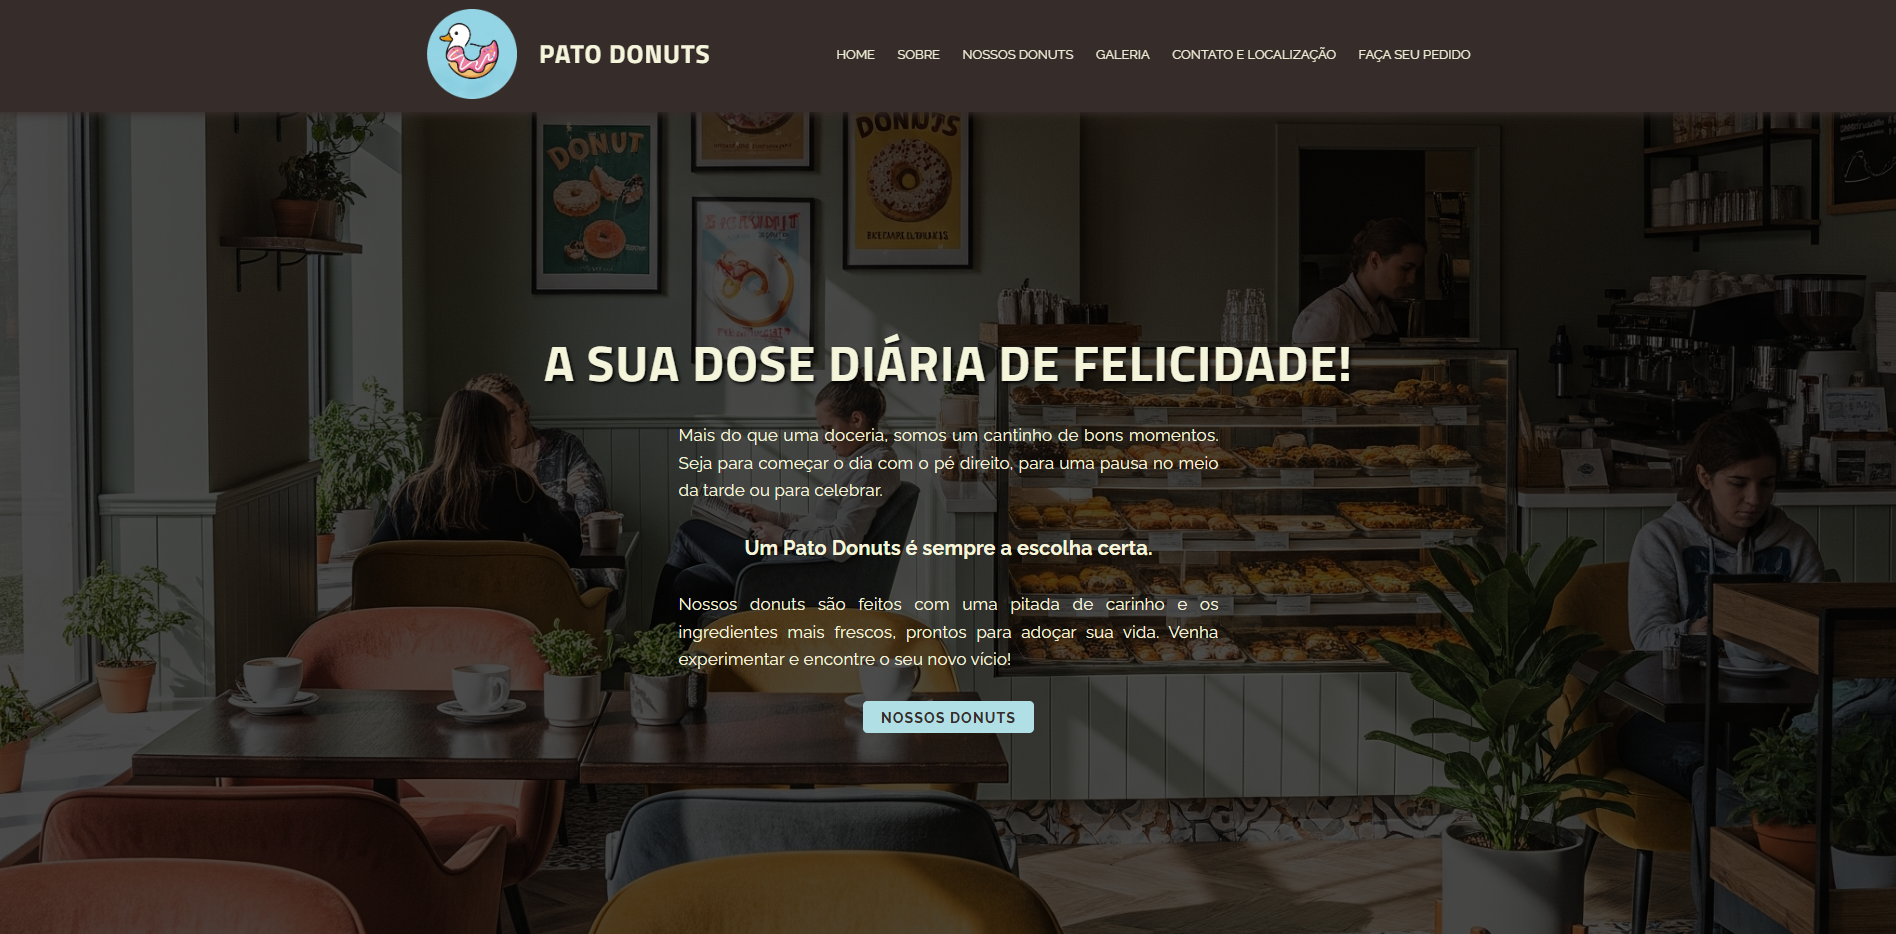 PATO DONUTS
HOME SOBRE NOSSOS DONUTS GALERIA CONTATO E LOCALIZAÇÃO FAÇA SEU PEDIDO
DONUT
DONUTS
A SUA DOSE DIÁRIA DE FELICIDADE!
Mais do que uma doceria, somos um cantinho de bons momentos.
Seja para começar o dia com o pé direito, para uma pausa no meio
da tarde ou para celebrar.
Um Pato Donuts é sempre a escolha certa.
Nossos donuts são feitos com uma pitada de carinho e os
ingredientes mais frescos, prontos para adoçar sua vida. Venha
experimentar e encontre o seu novo vício!
NOSSOS DONUTS